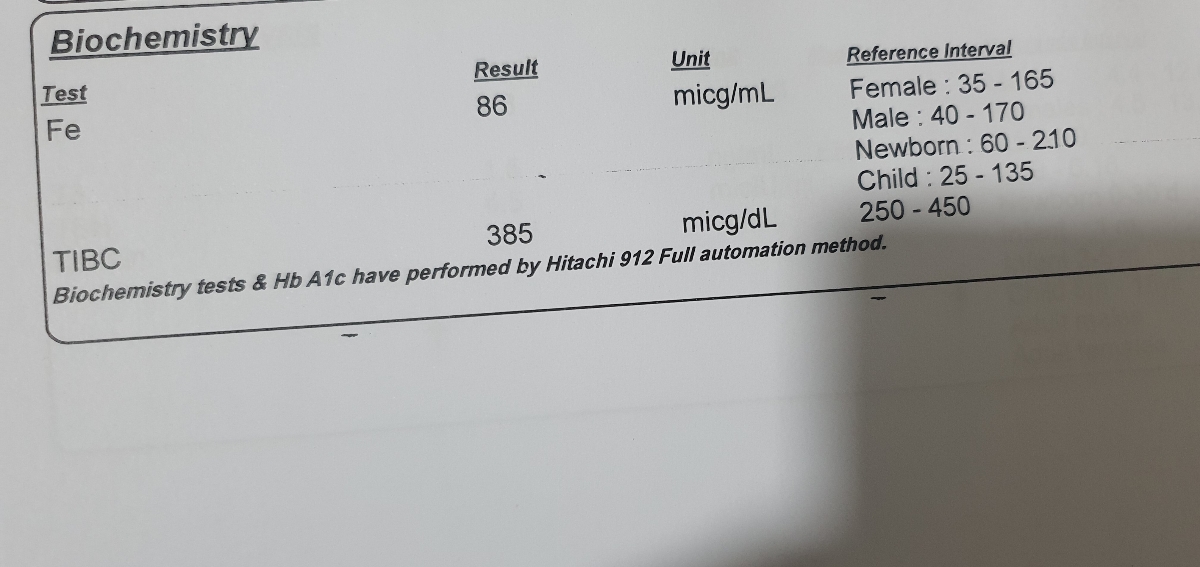 Biochemistry
Test Result Unit Reference Interval
Fe 86 micg/mL Female : 35 - 165
Male : 40 - 170
Newborn : 60 - 210
Child : 25 - 135
TIBC 385 micg/dL 250 - 450
Biochemistry tests & Hb A1c have performed by Hitachi 912 Full automation method.